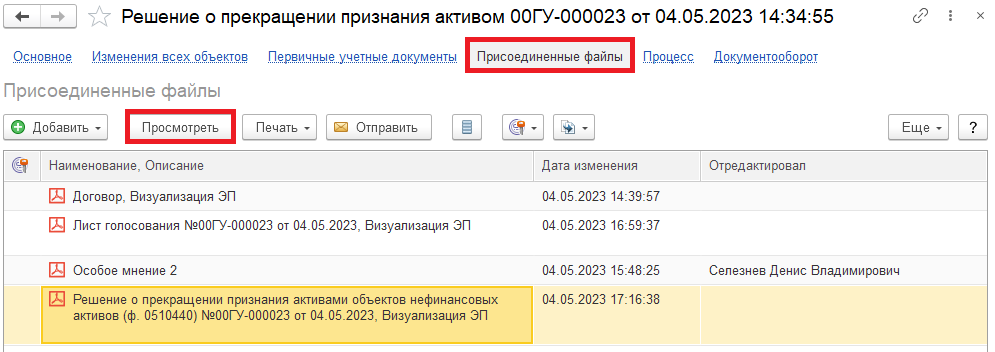 Решение о прекращении признания активом 00ГУ-000023 от 04.05.2023 14:34:55
Основное Изменения всех объектов Первичные учетные документы Присоединенные файлы Процесс Документооборот
Присоединенные файлы
Добавить Просмотреть Печать Отправить Еще ?
Наименование, Описание Дата изменения Отредактировал
Договор, Визуализация ЭП 04.05.2023 14:39:57
Лист голосования №00ГУ-000023 от 04.05.2023, Визуализация ЭП 04.05.2023 16:59:37
Особое мнение 2 04.05.2023 15:48:25 Селезнев Денис Владимирович
Решение о прекращении признания активами объектов нефинансовых 04.05.2023 17:16:38
активов (ф. 0510440) №00ГУ-000023 от 04.05.2023, Визуализация ЭП